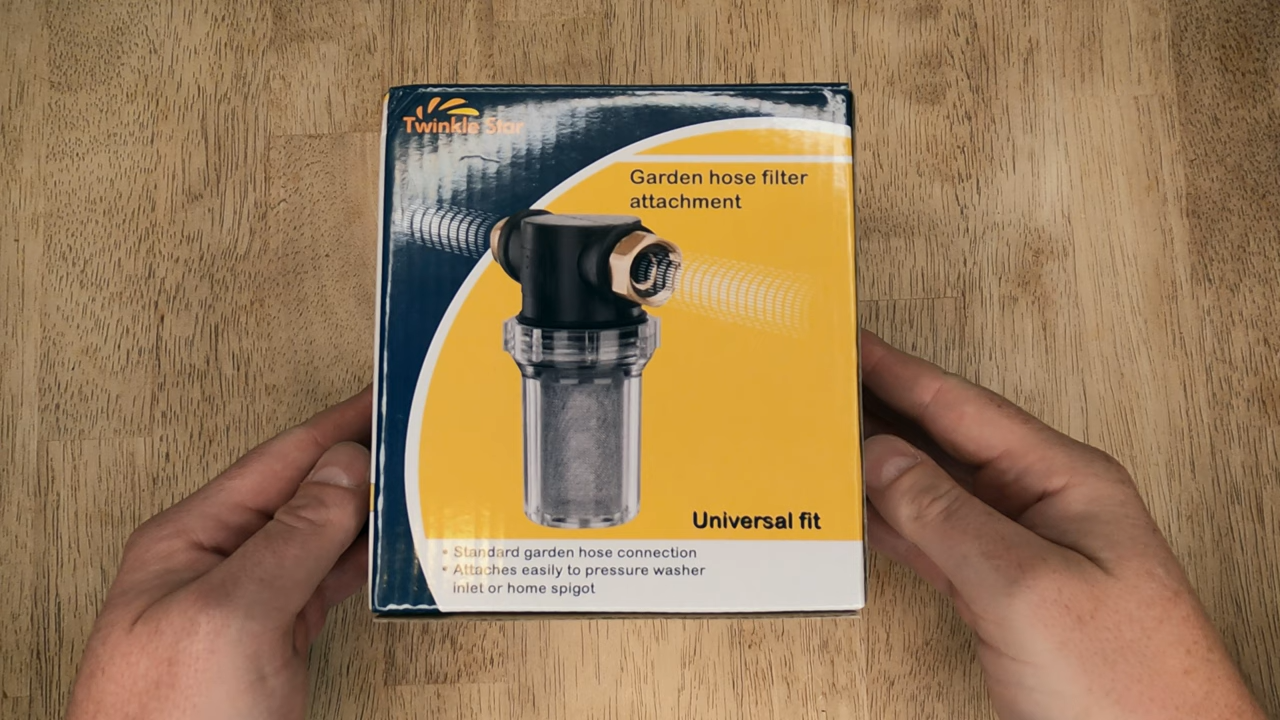 Twinkle Star
Garden hose filter
attachment
Universal fit
• Standard garden hose connection
• Attaches easily to pressure washer
inlet or home spigot